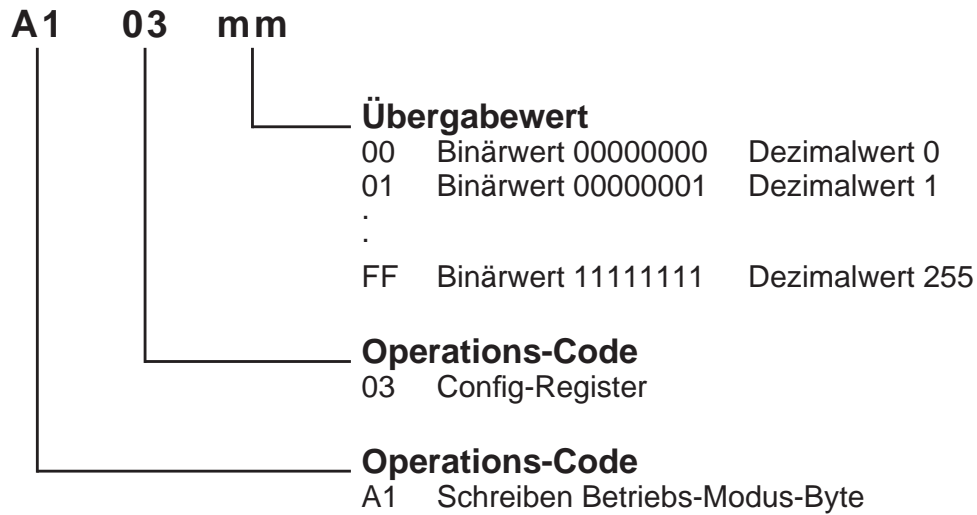 A1 03 mm
Übergabewert
00 Binärwert 00000000 Dezimalwert 0
01 Binärwert 00000001 Dezimalwert 1
.
.
FF Binärwert 11111111 Dezimalwert 255
Operations-Code
03 Config-Register
Operations-Code
A1 Schreiben Betriebs-Modus-Byte